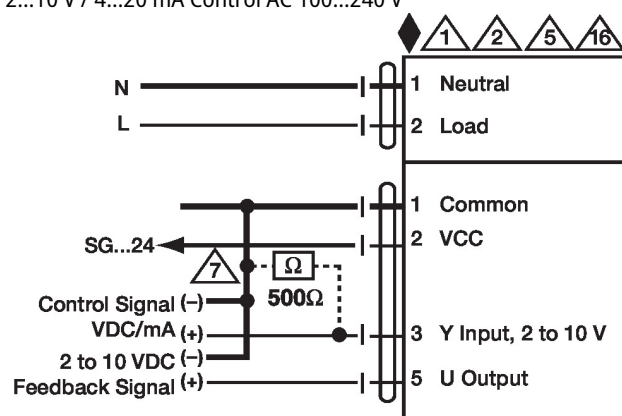 2...10 V / 4...20 mA Control AC 100...240 V
1 2 5 16
N 1 Neutral
L 2 Load
1 Common
SG...24 2 VCC
7 Ω
Control Signal (–) 500Ω
VDC/mA (+) 3 Y Input, 2 to 10 V
2 to 10 VDC (–)
Feedback Signal (+) 5 U Output